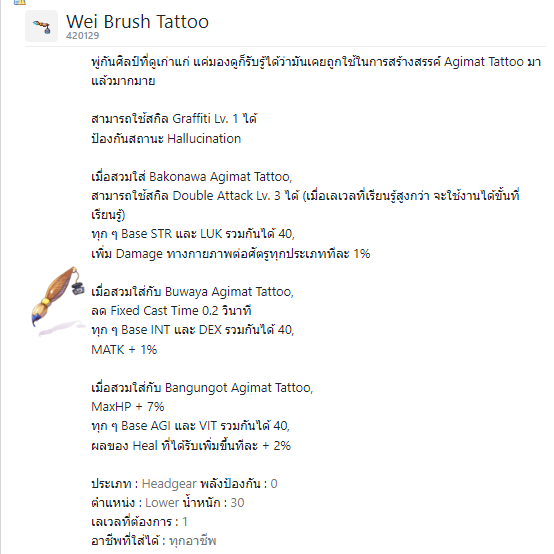 Wei Brush Tattoo
420129
พู่กันศิลป์ที่ดูเก่าแก่ แค่มองดูก็รับรู้ได้ว่ามันเคยถูกใช้ในการสร้างสรรค์ Agimat Tattoo มา
แล้วมากมาย
สามารถใช้สกิล Graffiti Lv. 1 ได้
ป้องกันสถานะ Hallucination
เมื่อสวมใส่ Bakonawa Agimat Tattoo,
สามารถใช้สกิล Double Attack Lv. 3 ได้ (เมื่อเลเวลที่เรียนรู้สูงกว่า จะใช้งานได้ขั้นที่
เรียนรู้)
ทุก ๆ Base STR และ LUK รวมกันได้ 40,
เพิ่ม Damage ทางกายภาพต่อศัตรูทุกประเภททีละ 1%
เมื่อสวมใส่กับ Buwaya Agimat Tattoo,
ลด Fixed Cast Time 0.2 วินาที
ทุก ๆ Base INT และ DEX รวมกันได้ 40,
MATK + 1%
เมื่อสวมใส่กับ Bangungot Agimat Tattoo,
MaxHP + 7%
ทุก ๆ Base AGI และ VIT รวมกันได้ 40,
ผลของ Heal ที่ได้รับเพิ่มขึ้นทีละ + 2%
ประเภท : Headgear พลังป้องกัน : 0
ตำแหน่ง : Lower น้ำหนัก : 30
เลเวลที่ต้องการ : 1
อาชีพที่ใส่ได้ : ทุกอาชีพ